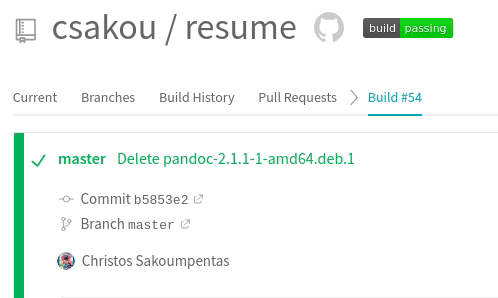 csakou / resume build passing
Current Branches Build History Pull Requests Build #54
master Delete pandoc-2.1.1-1-amd64.deb.1
Commit b5853e2
Branch master
Christos Sakoumpentas